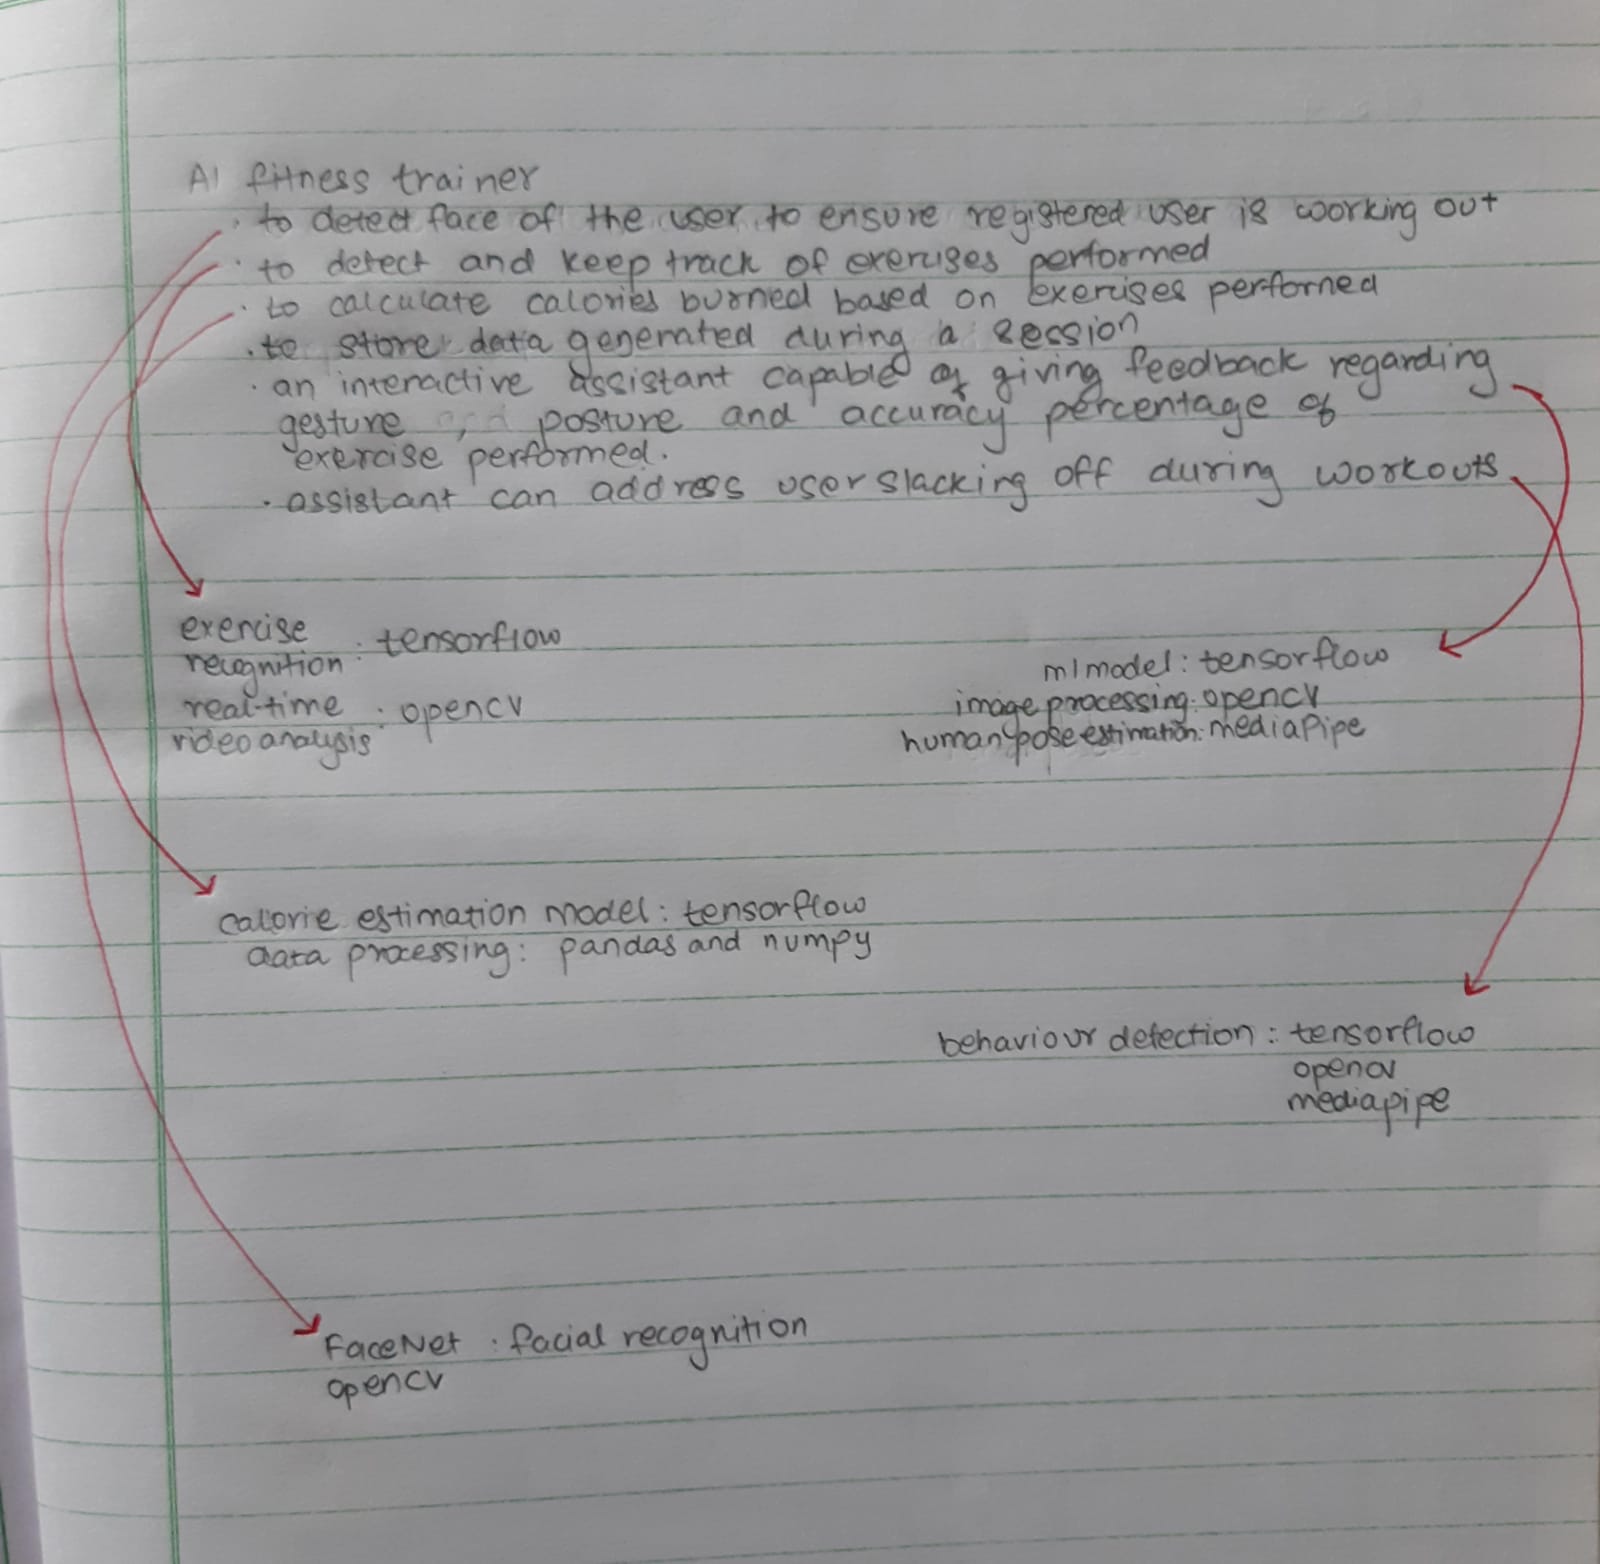 AI fitness trainer
· to detect face of the user to ensure registered user is working out
· to detect and keep track of exercises performed
· to calculate calories burned based on exercises performed
· to store data generated during a session
· an interactive assistant capable of giving feedback regarding
gesture , posture and accuracy percentage of
exercise performed.
· assistant can address user slacking off during workouts
exercise
recognition : tensorflow
real-time
video analysis : opencv
ml model : tensorflow
image processing : opencv
human pose estimation : mediaPipe
calorie estimation model : tensorflow
data processing : pandas and numpy
behaviour detection : tensorflow
opencv
mediapipe
FaceNet : facial recognition
opencv